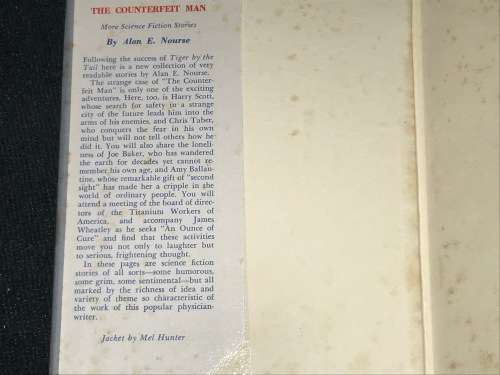 THE COUNTERFEIT MAN
More Science Fiction Stories
By Alan E. Nourse
Following the success of Tiger by the
Tail here is a new collection of very
readable stories by Alan E. Nourse.
The strange case of "The Counter-
feit Man" is only one of the exciting
adventures. Here, too, is Harry Scott,
whose search for safety in a strange
city of the future leads him into the
arms of his enemies, and Chris Taber,
who conquers the fear in his own
mind but will not tell others how he
did it. You will also share the loneli-
ness of Joe Baker, who has wandered
the earth for decades yet cannot re-
member his own age, and Amy Ballan-
tine, whose remarkable gift of "second
sight" has made her a cripple in the
world of ordinary people. You will
attend a meeting of the board of direc-
tors of the Titanium Workers of
America, and accompany James
Wheatley as he seeks "An Ounce of
Cure" and find that these activities
move you not only to laughter but
to serious, frightening thought.
In these pages are science fiction
stories of all sorts—some humorous,
some grim, some sentimental—but all
marked by the richness of idea and
variety of theme so characteristic of
the work of this popular physician-
writer.
Jacket by Mel Hunter